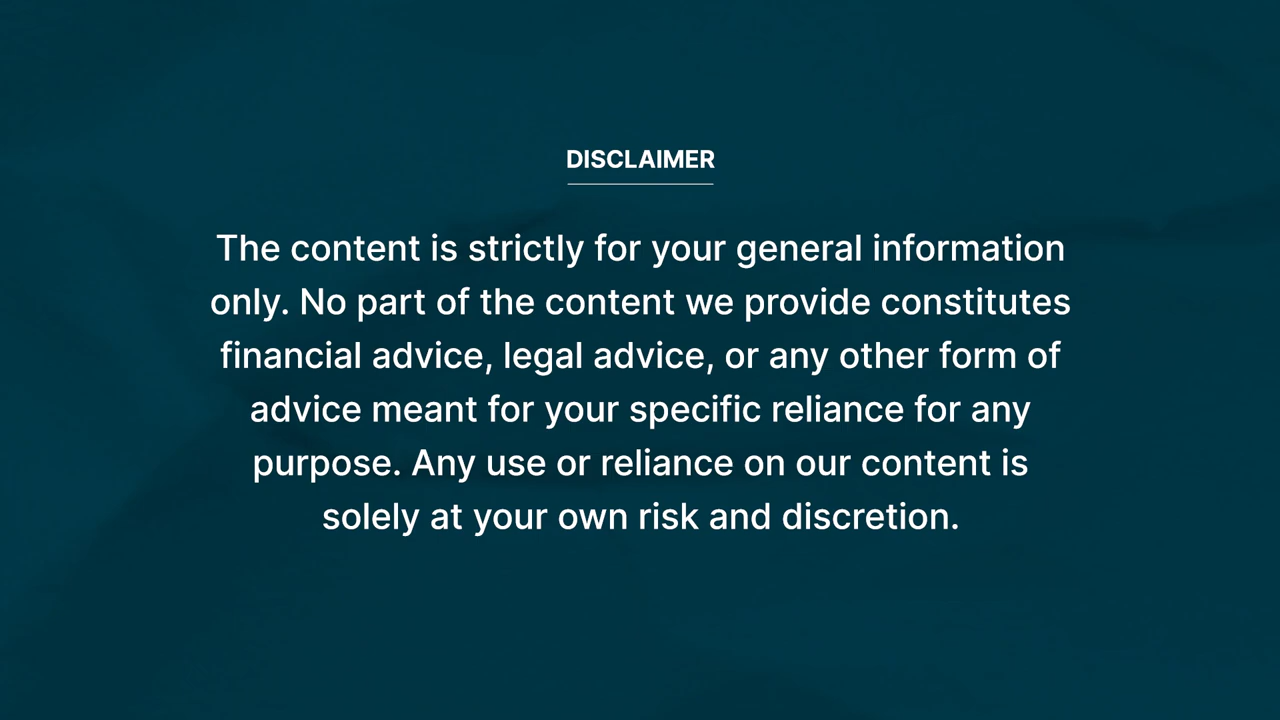 DISCLAIMER
The content is strictly for your general information
only. No part of the content we provide constitutes
financial advice, legal advice, or any other form of
advice meant for your specific reliance for any
purpose. Any use or reliance on our content is
solely at your own risk and discretion.